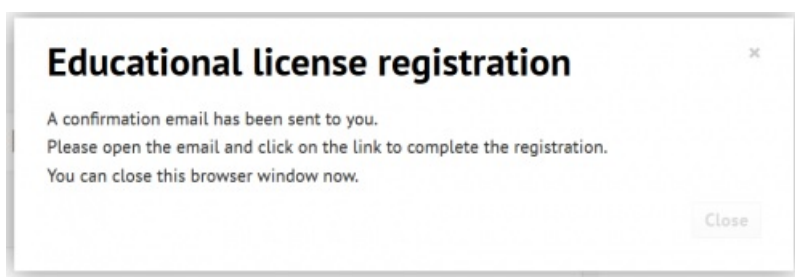 Educational license registration
×
A confirmation email has been sent to you.
Please open the email and click on the link to complete the registration.
You can close this browser window now.
Close